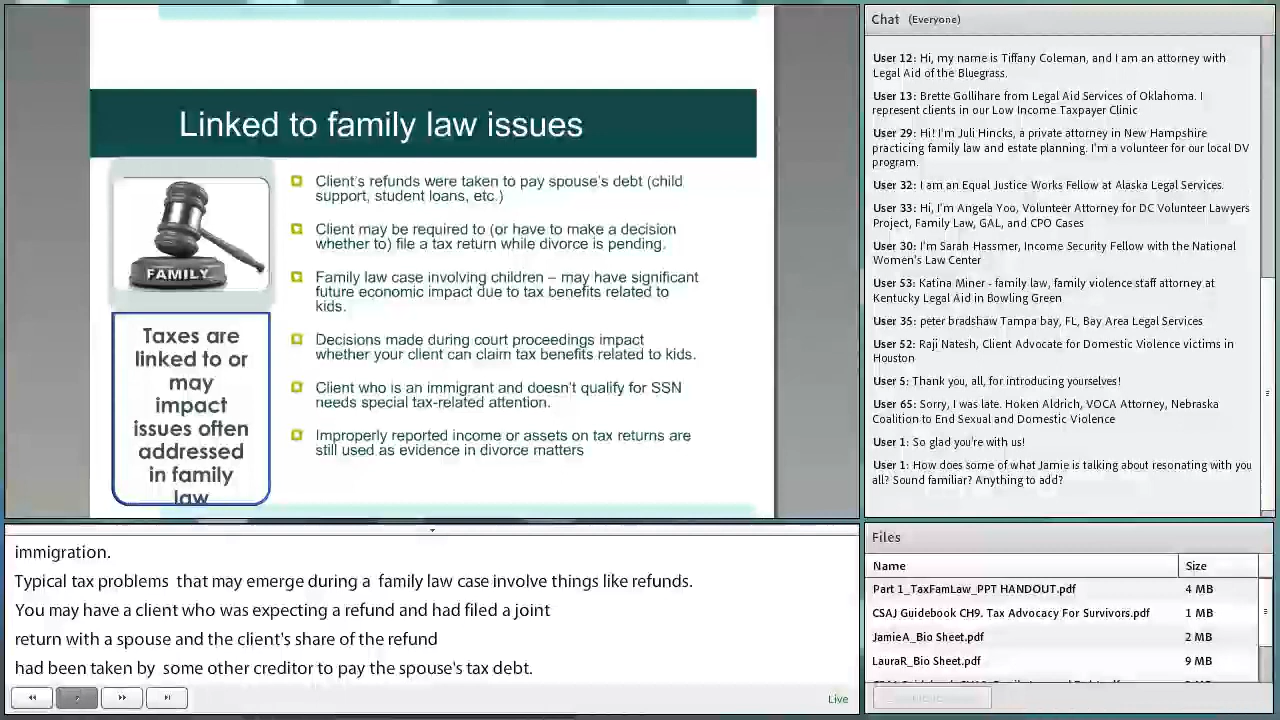 Linked to family law issues
FAMILY
Taxes are
linked to or
may
impact
issues often
addressed
in family
law
Client's refunds were taken to pay spouse's debt (child
support, student loans, etc.)
Client may be required to (or have to make a decision
whether to) file a tax return while divorce is pending.
Family law case involving children – may have significant
future economic impact due to tax benefits related to
kids.
Decisions made during court proceedings impact
whether your client can claim tax benefits related to kids.
Client who is an immigrant and doesn't qualify for SSN
needs special tax-related attention.
Improperly reported income or assets on tax returns are
still used as evidence in divorce matters
immigration.
Typical tax problems that may emerge during a family law case involve things like refunds.
You may have a client who was expecting a refund and had filed a joint
return with a spouse and the client's share of the refund
had been taken by some other creditor to pay the spouse's tax debt.
Live
Chat (Everyone)
User 12: Hi, my name is Tiffany Coleman, and I am an attorney with
Legal Aid of the Bluegrass.
User 13: Brette Gollihare from Legal Aid Services of Oklahoma. I
represent clients in our Low Income Taxpayer Clinic
User 29: Hi! I'm Juli Hincks, a private attorney in New Hampshire
practicing family law and estate planning. I'm a volunteer for our local DV
program.
User 32: I am an Equal Justice Works Fellow at Alaska Legal Services.
User 33: Hi, I'm Angela Yoo, Volunteer Attorney for DC Volunteer Lawyers
Project, Family Law, GAL, and CPO Cases
User 30: I'm Sarah Hassmer, Income Security Fellow with the National
Women's Law Center
User 53: Katina Miner - family law, family violence staff attorney at
Kentucky Legal Aid in Bowling Green
User 35: peter bradshaw Tampa bay, FL, Bay Area Legal Services
User 52: Raji Natesh, Client Advocate for Domestic Violence victims in
Houston
User 5: Thank you, all, for introducing yourselves!
User 65: Sorry, I was late. Hoken Aldrich, VOCA Attorney, Nebraska
Coalition to End Sexual and Domestic Violence
User 1: So glad you're with us!
User 1: How does some of what Jamie is talking about resonating with you
all? Sound familiar? Anything to add?
Files
Name Size
Part 1_TaxFamLaw_PPT HANDOUT.pdf 4 MB
CSAJ Guidebook CH9. Tax Advocacy For Survivors.pdf 1 MB
JamieA_Bio Sheet.pdf 2 MB
LauraR_Bio Sheet.pdf 9 MB